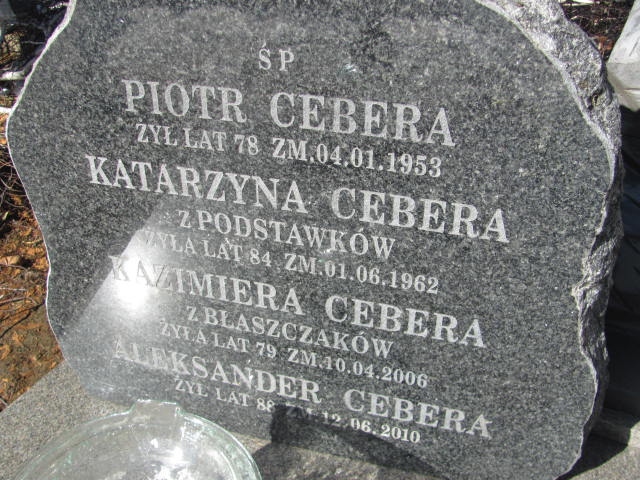 ŚP
PIOTR CEBERA
ŻYŁ LAT 78 ZM.04.01.1953
KATARZYNA CEBERA
Z PODSTAWKÓW
ŻYŁA LAT 84 ZM.01.06.1962
KAZIMIERA CEBERA
Z BŁASZCZAKÓW
ŻYŁA LAT 79 ZM.10.04.2006
ALEKSANDER CEBERA
ŻYŁ LAT 88 ZM.12.06.2010